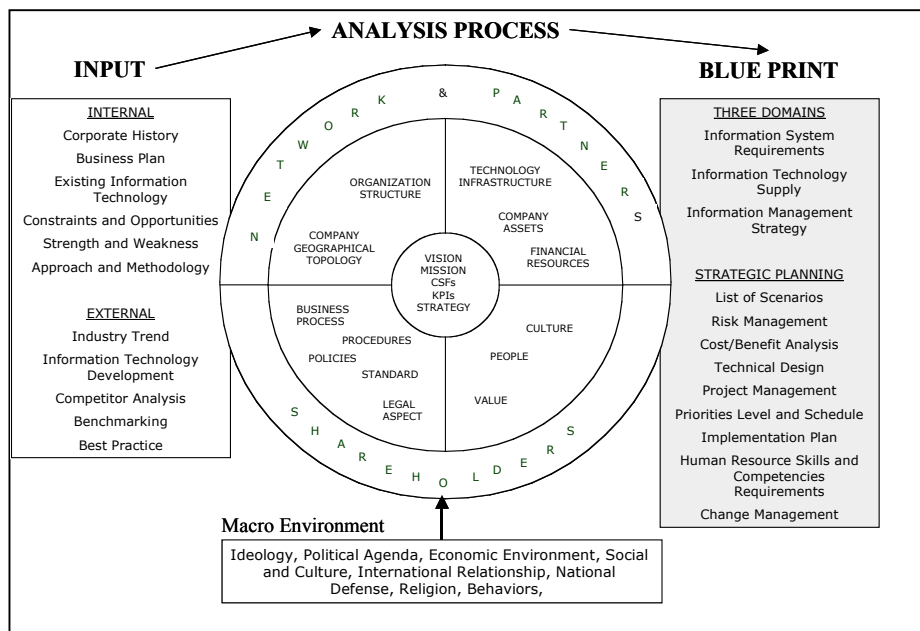 ANALYSIS PROCESS
INPUT
BLUE PRINT
INTERNAL
Corporate History
Business Plan
Existing Information
Technology
Constraints and Opportunities
Strength and Weakness
Approach and Methodology
EXTERNAL
Industry Trend
Information Technology
Development
Competitor Analysis
Benchmarking
Best Practice
NETWORK & PARTNERS
ORGANIZATION
STRUCTURE
COMPANY
GEOGRAPHICAL
TOPOLOGY
TECHNOLOGY
INFRASTRUCTURE
COMPANY
ASSETS
FINANCIAL
RESOURCES
VISION
MISSION
CSFs
KPIs
STRATEGY
BUSINESS
PROCESS
PROCEDURES
POLICIES
STANDARD
LEGAL
ASPECT
CULTURE
PEOPLE
VALUE
SHAREHOLDERS
THREE DOMAINS
Information System
Requirements
Information Technology
Supply
Information Management
Strategy
STRATEGIC PLANNING
List of Scenarios
Risk Management
Cost/Benefit Analysis
Technical Design
Project Management
Priorities Level and Schedule
Implementation Plan
Human Resource Skills and
Competencies
Requirements
Change Management
Macro Environment
Ideology, Political Agenda, Economic Environment, Social
and Culture, International Relationship, National
Defense, Religion, Behaviors,